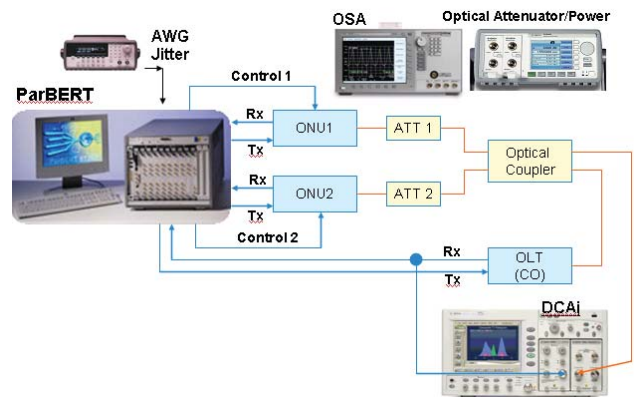 OSA
Optical Attenuator/Power
AWG
Jitter
Control 1
ParBERT
Rx
ONU1
ATT 1
Tx
Optical
Coupler
Rx
ONU2
ATT 2
Tx
Control 2
Rx
OLT
(CO)
Tx
DCAi